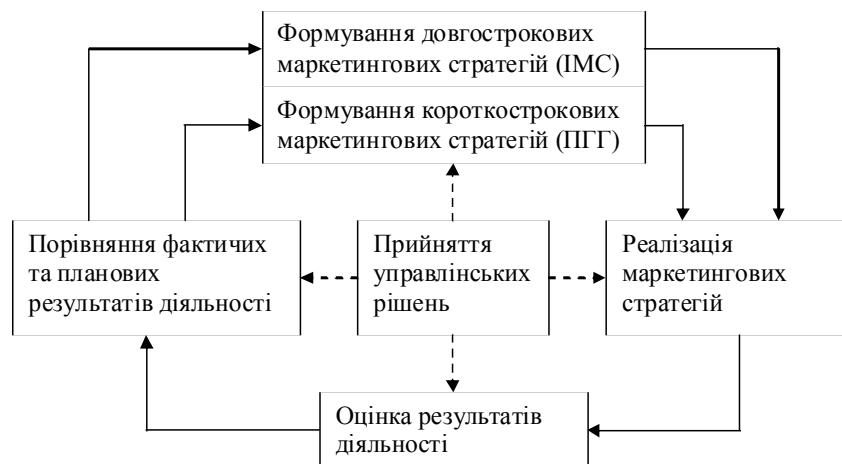 Формування довгострокових
маркетингових стратегій (ІМС)
Формування короткострокових
маркетингових стратегій (ПГГ)
Порівняння фактичих
та планових
результатів діяльності
Прийняття
управлінських
рішень
Реалізація
маркетингових
стратегій
Оцінка результатів
діяльності